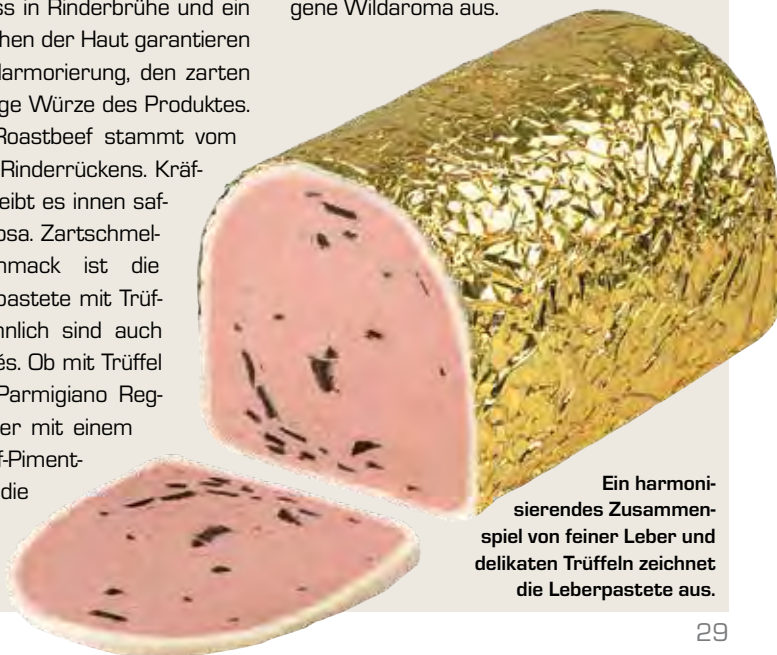 ss in Rinderbrühe und ein
chen der Haut garantieren
Marmorierung, den zarten
ge Würze des Produktes.
Roastbeef stammt vom
Rinderrückens. Kräf-
eibt es innen saf-
osa. Zartschmel-
hmack ist die
pastete mit Trüf-
hnlich sind auch
és. Ob mit Trüffel
Parmigiano Reg-
er mit einem
f-Piment-
die
gene Wildaroma aus.
Ein harmoni-
sierendes Zusammen-
spiel von feiner Leber und
delikaten Trüffeln zeichnet
die Leberpastete aus.
29